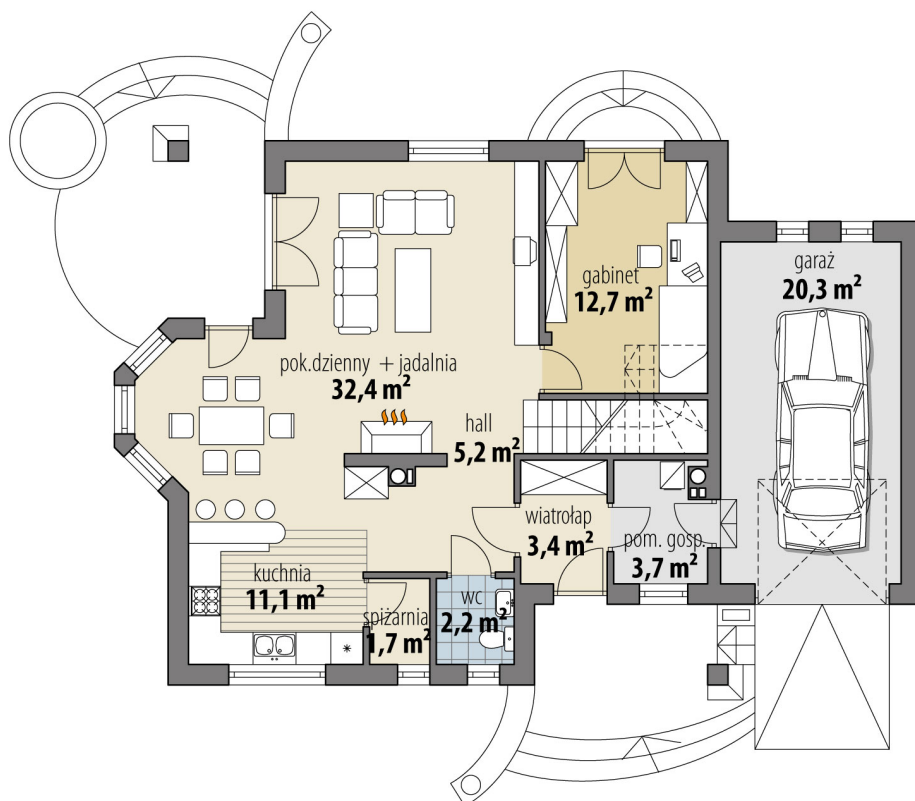 gabinet
12,7 m²
garaż
20,3 m²
pok.dzienny + jadalnia
32,4 m²
hall
5,2 m²
wiatrołap
3,4 m²
pom. gosp.
3,7 m²
kuchnia
11,1 m²
spiżarnia
1,7 m²
wc
2,2 m²